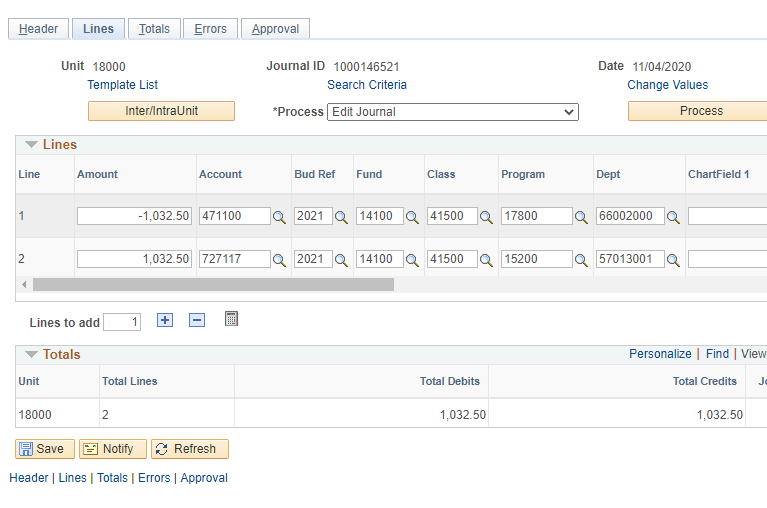 Header Lines Totals Errors Approval
Unit 18000 Journal ID 1000146521 Date 11/04/2020
Template List Search Criteria Change Values
Inter/IntraUnit *Process Edit Journal Process
Lines
Line Amount Account Bud Ref Fund Class Program Dept ChartField 1
1 -1,032.50 471100 2021 14100 41500 17800 66002000
2 1,032.50 727117 2021 14100 41500 15200 57013001
Lines to add 1
Totals Personalize | Find | View
Unit Total Lines Total Debits Total Credits
18000 2 1,032.50 1,032.50
Save Notify Refresh
Header | Lines | Totals | Errors | Approval